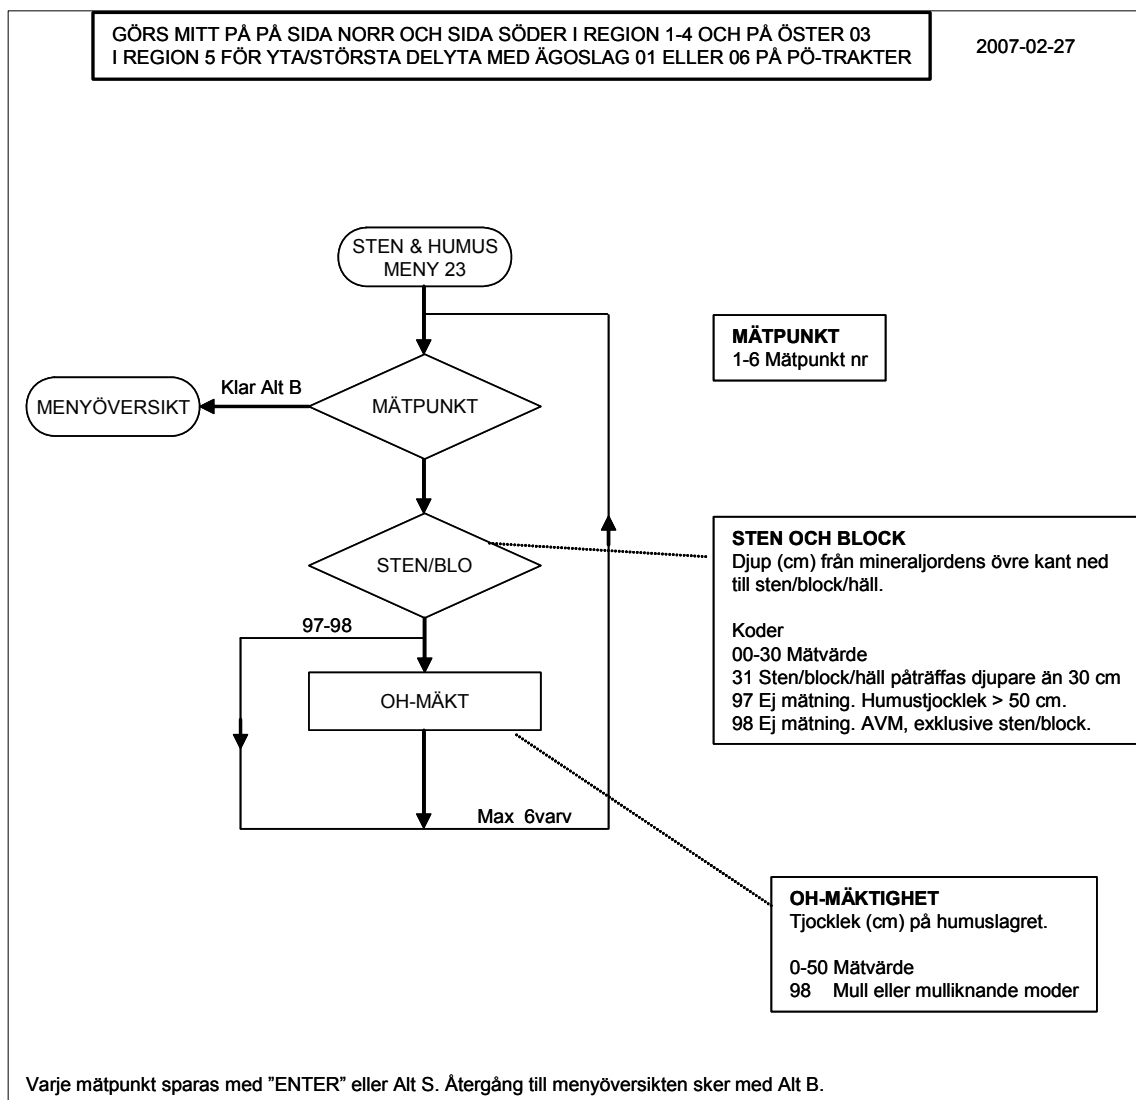 GÖRS MITT PÅ PÅ SIDA NORR OCH SIDA SÖDER I REGION 1-4 OCH PÅ ÖSTER 03
I REGION 5 FÖR YTA/STÖRSTA DELYTA MED ÄGOSLAG 01 ELLER 06 PÅ PÖ-TRAKTER
2007-02-27
STEN & HUMUS
MENY 23
MÄTPUNKT
1-6 Mätpunkt nr
Klar Alt B
MENYÖVERSIKT
MÄTPUNKT
STEN OCH BLOCK
Djup (cm) från mineraljordens övre kant ned
till sten/block/häll.
Koder
00-30 Mätvärde
31 Sten/block/häll påträffas djupare än 30 cm
97 Ej mätning. Humustjocklek > 50 cm.
98 Ej mätning. AVM, exklusive sten/block.
STEN/BLO
97-98
OH-MÄKT
Max 6varv
OH-MÄKTIGHET
Tjocklek (cm) på humuslagret.
0-50 Mätvärde
98 Mull eller mulliknande moder
Varje mätpunkt sparas med ”ENTER” eller Alt S. Återgång till menyöversikten sker med Alt B.